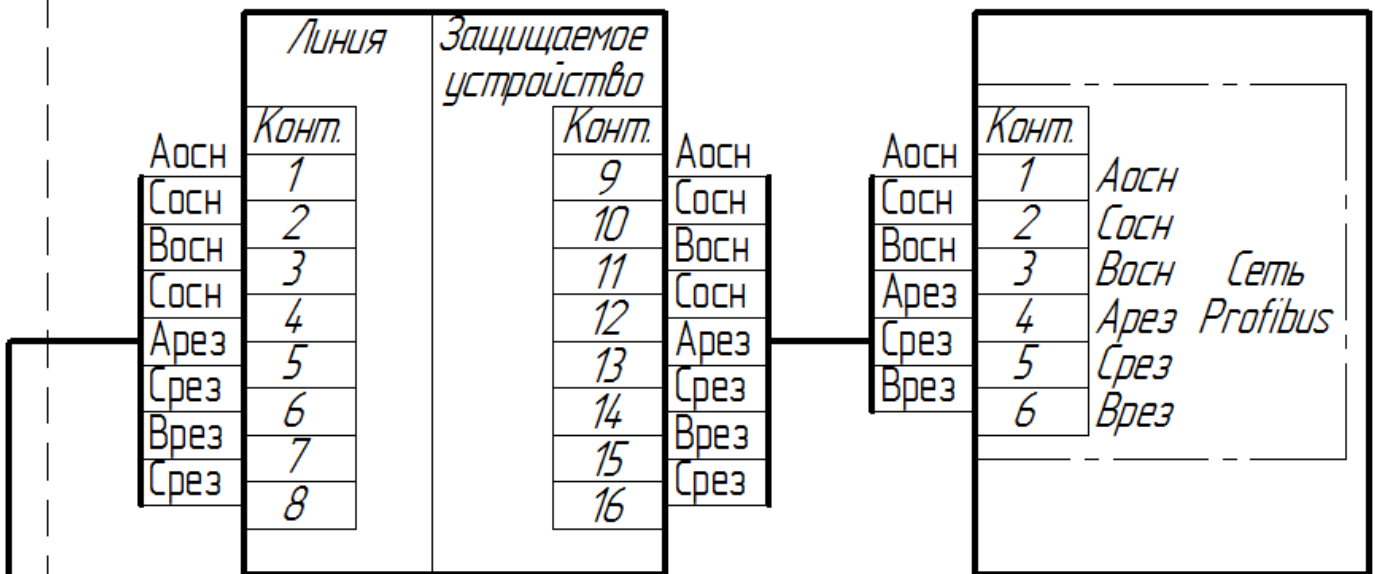 Линия
Защищаемое
устройство
Конт.
Аосн 1
Сосн 2
Восн 3
Сосн 4
Арез 5
Срез 6
Врез 7
Срез 8
Конт.
9 Аосн
10 Сосн
11 Восн
12 Сосн
13 Арез
14 Срез
15 Врез
16 Срез
Конт.
Аосн 1 Аосн
Сосн 2 Сосн
Восн 3 Восн
Арез 4 Арез
Срез 5 Срез
Врез 6 Врез
Сеть
Profibus